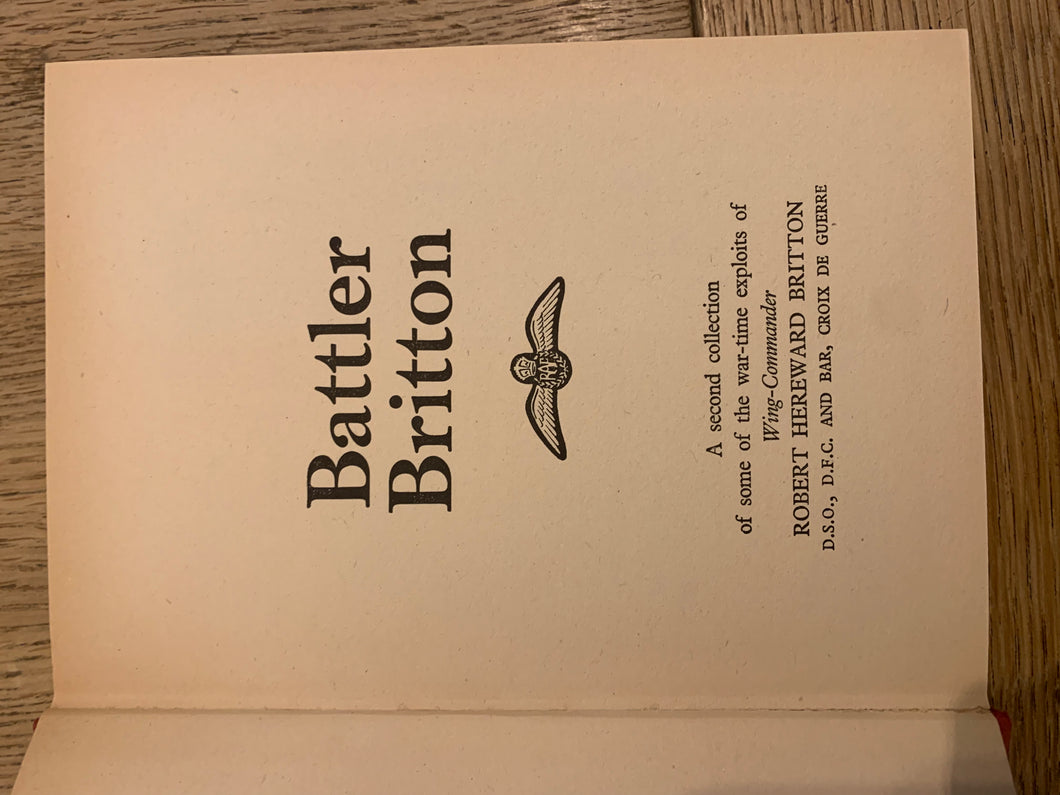 Battler
Britton
RAF
A second collection
of some of the war-time exploits of
Wing-Commander
ROBERT HEREWARD BRITTON
D.S.O., D.F.C. AND BAR, CROIX DE GUERRE